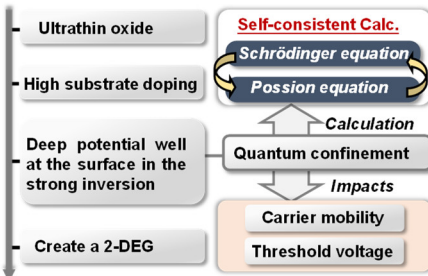 Ultrathin oxide
High substrate doping
Deep potential well
at the surface in the
strong inversion
Create a 2-DEG
Self-consistent Calc.
Schrödinger equation
Possion equation
Calculation
Quantum confinement
Impacts
Carrier mobility
Threshold voltage